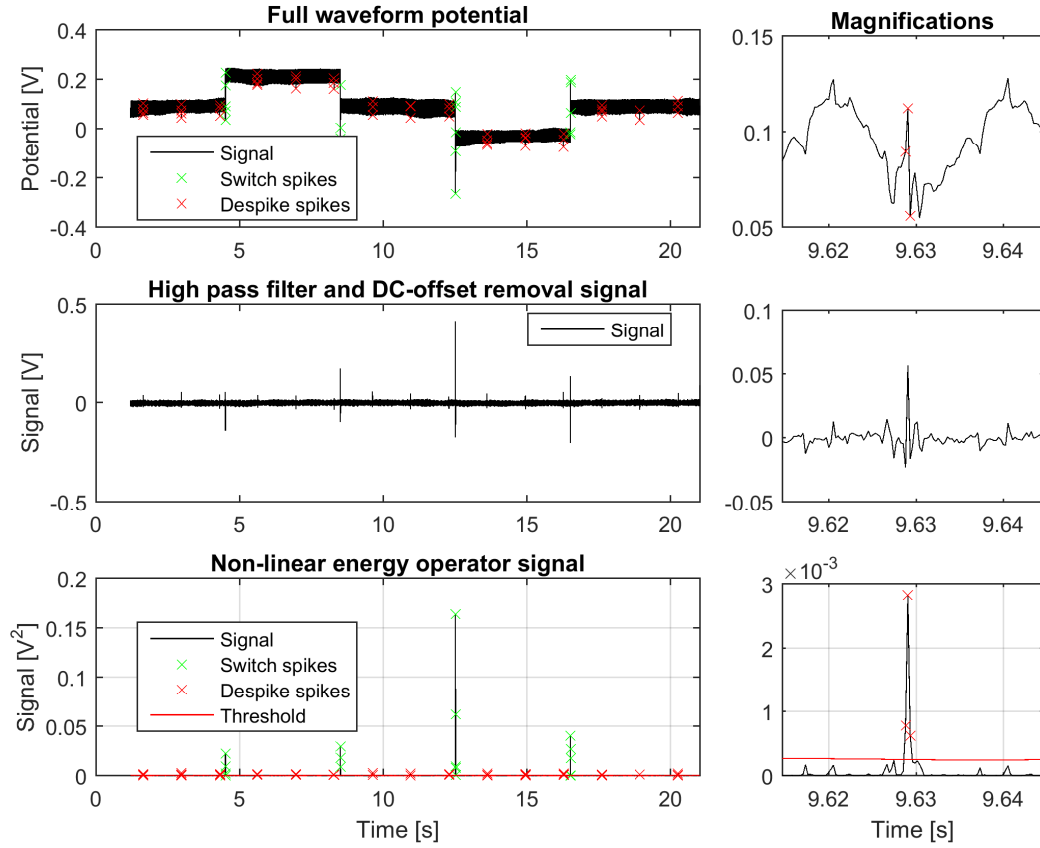 Full waveform potential
Magnifications
Potential [V]
0.4
0.2
0
-0.2
-0.4
Signal
Switch spikes
Despike spikes
0 5 10 15 20
0.15
0.1
0.05
9.62 9.63 9.64
High pass filter and DC-offset removal signal
Signal [V]
0.5
0
-0.5
Signal
0 5 10 15 20
0.1
0.05
0
-0.05
9.62 9.63 9.64
Non-linear energy operator signal
Signal [V²]
0.2
0.15
0.1
0.05
0
Signal
Switch spikes
Despike spikes
Threshold
0 5 10 15 20
Time [s]
× 10⁻³
3
2
1
0
9.62 9.63 9.64
Time [s]